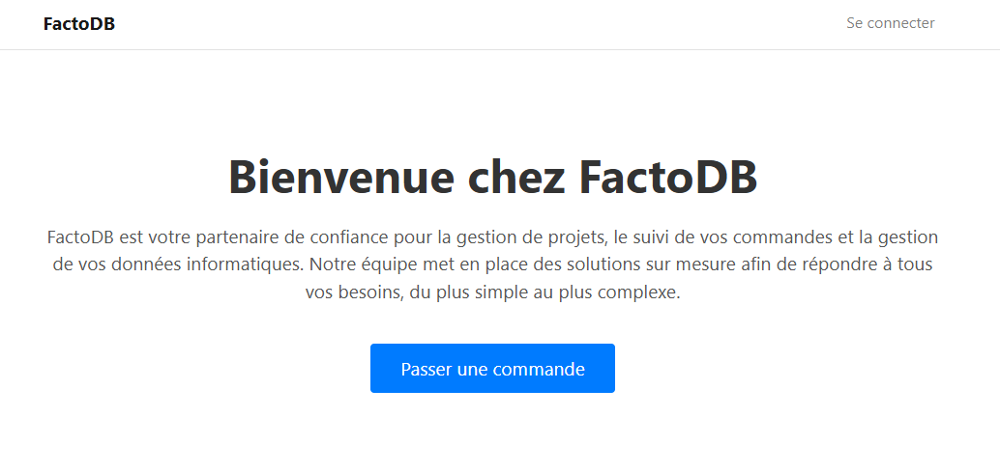 FactoDB
Se connecter
Bienvenue chez FactoDB
FactoDB est votre partenaire de confiance pour la gestion de projets, le suivi de vos commandes et la gestion
de vos données informatiques. Notre équipe met en place des solutions sur mesure afin de répondre à tous
vos besoins, du plus simple au plus complexe.
Passer une commande